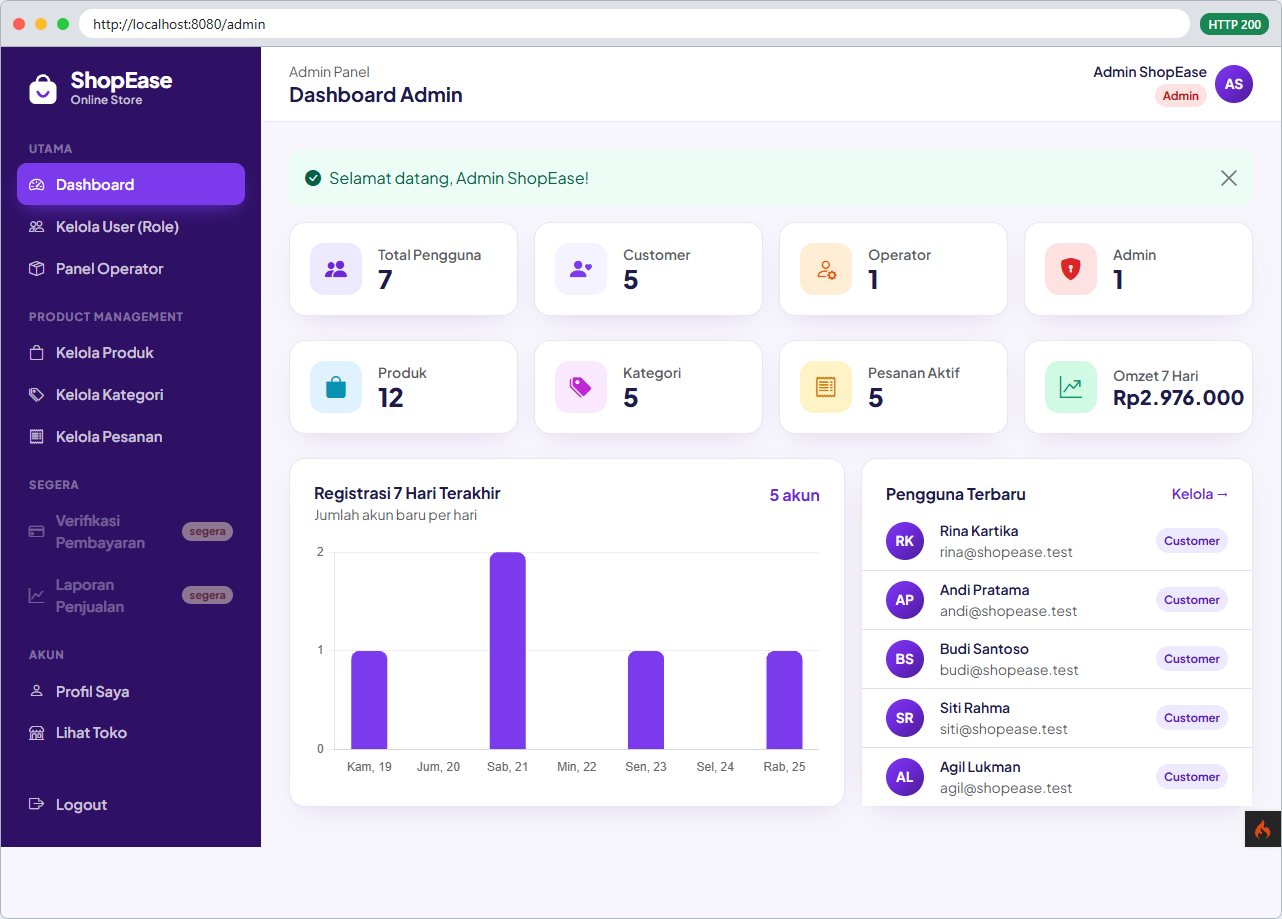 http://localhost:8080/admin
HTTP 200
ShopEase
Online Store
UTAMA
Dashboard
Kelola User (Role)
Panel Operator
PRODUCT MANAGEMENT
Kelola Produk
Kelola Kategori
Kelola Pesanan
SEGERA
Verifikasi
Pembayaran
segera
Laporan
Penjualan
segera
AKUN
Profil Saya
Lihat Toko
Logout
Admin Panel
Dashboard Admin
Admin ShopEase
Admin
AS
Selamat datang, Admin ShopEase!
Total Pengguna
7
Customer
5
Operator
1
Admin
1
Produk
12
Kategori
5
Pesanan Aktif
5
Omzet 7 Hari
Rp2.976.000
Registrasi 7 Hari Terakhir
5 akun
Jumlah akun baru per hari
2
1
0
Kam, 19
Jum, 20
Sab, 21
Min, 22
Sen, 23
Sel, 24
Rab, 25
Pengguna Terbaru
Kelola →
RK
Rina Kartika
rina@shopease.test
Customer
AP
Andi Pratama
andi@shopease.test
Customer
BS
Budi Santoso
budi@shopease.test
Customer
SR
Siti Rahma
siti@shopease.test
Customer
AL
Agil Lukman
agil@shopease.test
Customer